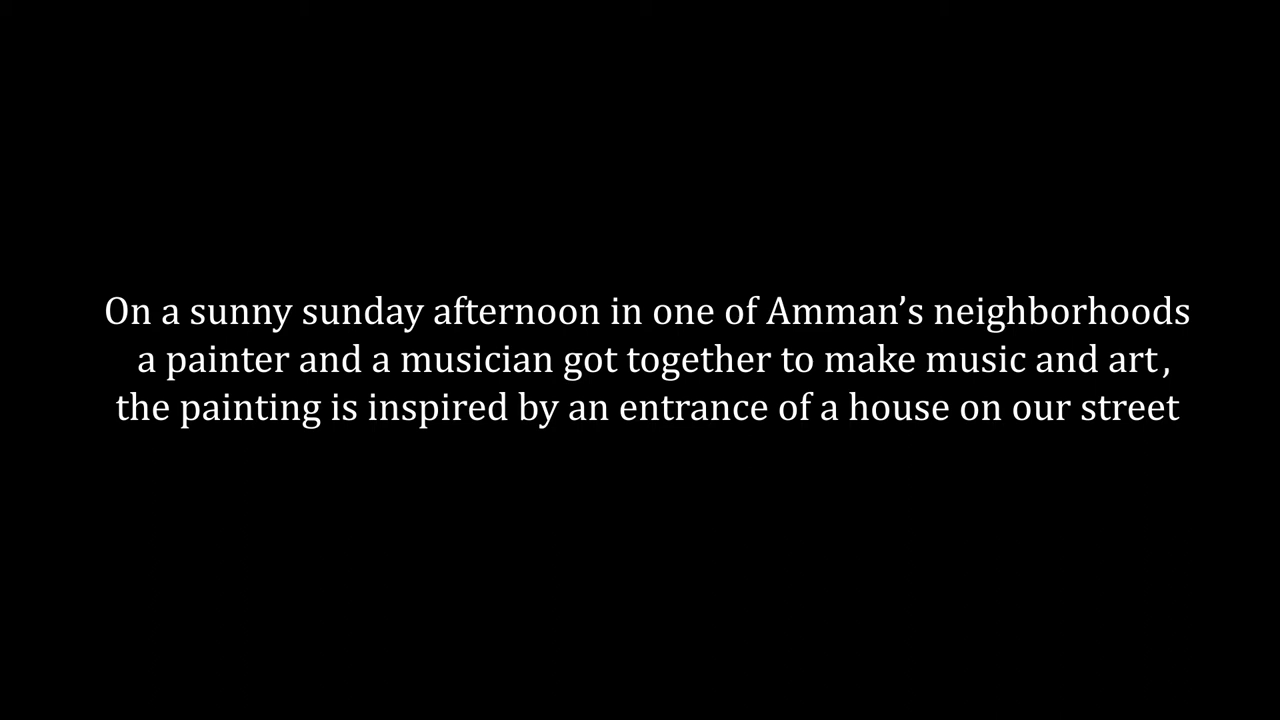 On a sunny sunday afternoon in one of Amman’s neighborhoods
a painter and a musician got together to make music and art,
the painting is inspired by an entrance of a house on our street